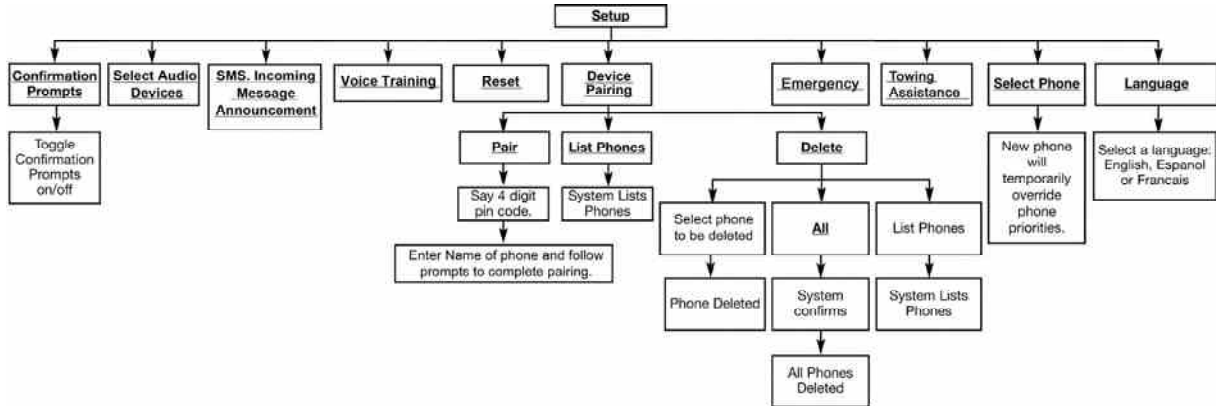 Setup
Confirmation
Prompts
Select Audio
Devices
SMS. Incoming
Message
Announcement
Voice Training
Reset
Device
Pairing
Emergency
Towing
Assistance
Select Phone
Language
Toggle
Confirmation
Prompts
on/off
Pair
List Phones
Delete
New phone
will
temporarily
override
phone
priorities.
Select a language:
English, Espanol
or Francais
Say 4 digit
pin code.
System Lists
Phones
Select phone
to be deleted
All
List Phones
Enter Name of phone and follow
prompts to complete pairing.
Phone Deleted
System
confirms
System Lists
Phones
All Phones
Deleted